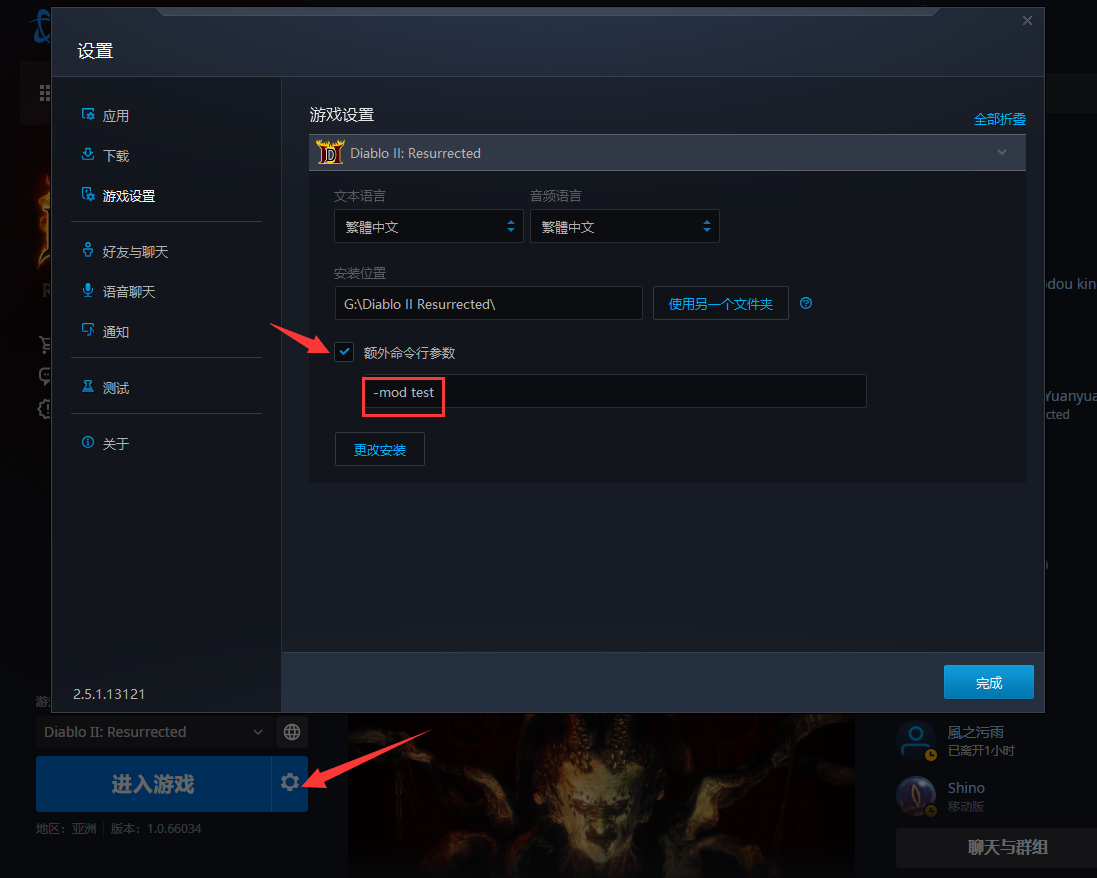 设置
应用
下载
游戏设置
好友与聊天
语音聊天
通知
测试
关于
2.5.1.13121
游戏设置
全部折叠
Diablo II: Resurrected
文本语言 音频语言
繁體中文 繁體中文
安装位置
G:\Diablo II Resurrected\ 使用另一个文件夹
额外命令行参数
-mod test
更改安装
完成
Diablo II: Resurrected
进入游戏
地区: 亚洲 版本: 1.0.66034
風之污雨
已离开1小时
Shino
移动版
聊天与群组